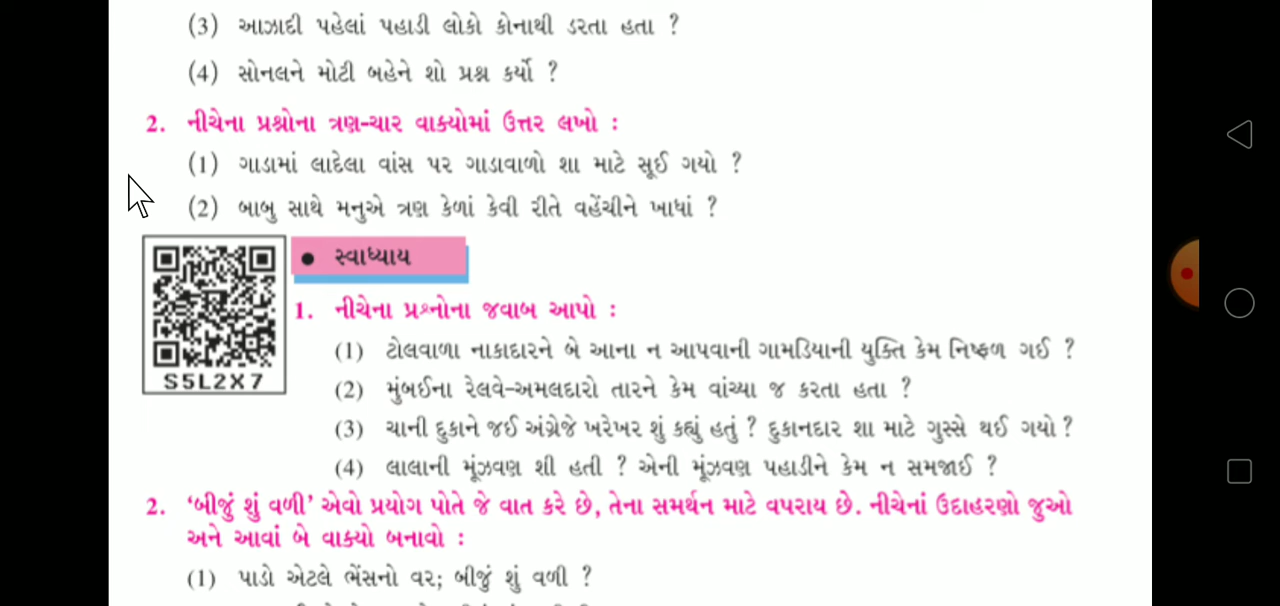 (3) આઝાદી પહેલાં પહાડી લોકો કોનાથી ડરતા હતા ?
(4) સોનલને મોટી બહેને શો પ્રશ્ન કર્યો ?
2. નીચેના પ્રશ્નોના ત્રણ-ચાર વાક્યોમાં ઉત્તર લખો :
(1) ગાડામાં લાદેલા વાંસ પર ગાડાવાળો શા માટે સૂઈ ગયો ?
(2) બાબુ સાથે મનુએ ત્રણ કેળાં કેવી રીતે વહેંચીને ખાધાં ?
● સ્વાધ્યાય
1. નીચેના પ્રશ્નોના જવાબ આપો :
(1) ટોલવાળા નાકાદારને બે આના ન આપવાની ગામડિયાની યુક્તિ કેમ નિષ્ફળ ગઈ ?
S5L2X7
(2) મુંબઈના રેલવે-અમલદારો તારને કેમ વાંચ્યા જ કરતા હતા ?
(3) ચાની દુકાને જઈ અંગ્રેજે ખરેખર શું કહ્યું હતું ? દુકાનદાર શા માટે ગુસ્સે થઈ ગયો ?
(4) લાલાની મૂંઝવણ શી હતી ? એની મૂંઝવણ પહાડીને કેમ ન સમજાઈ ?
2. ‘બીજું શું વળી’ એવો પ્રયોગ પોતે જે વાત કરે છે, તેના સમર્થન માટે વપરાય છે. નીચેનાં ઉદાહરણો જુઓ
અને આવાં બે વાક્યો બનાવો :
(1) પાડો એટલે ભેંસનો વર; બીજું શું વળી ?